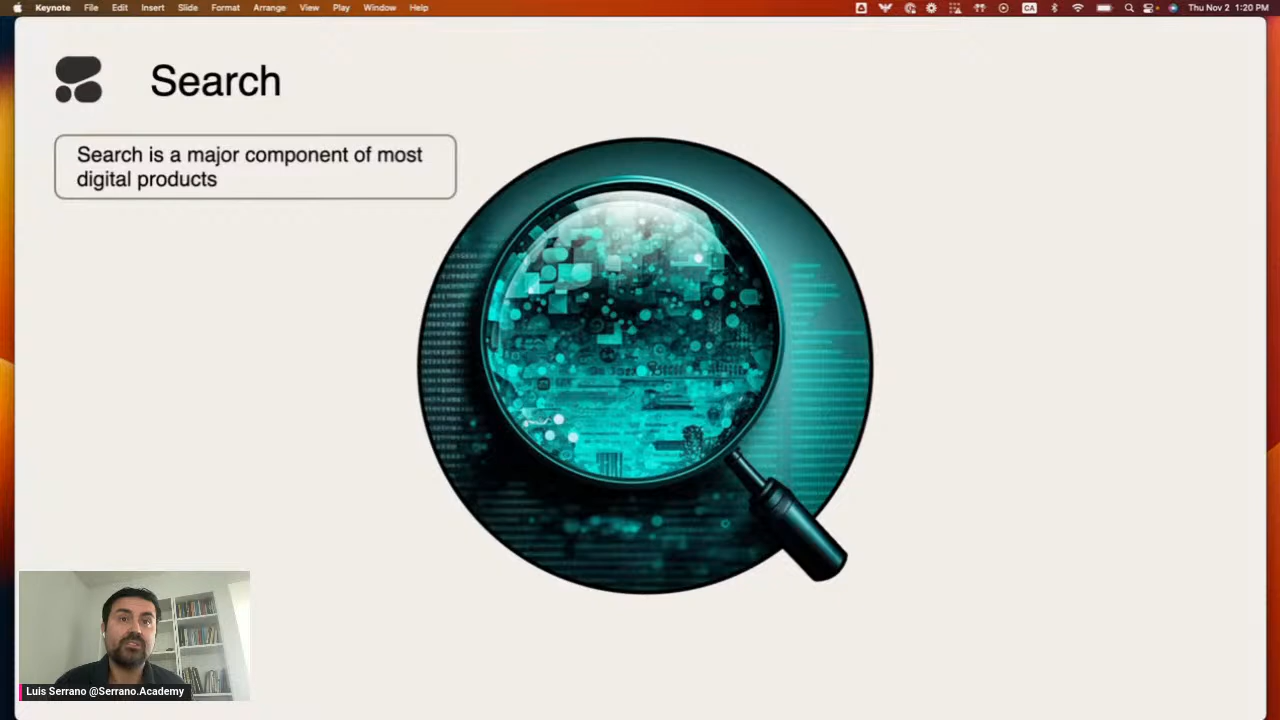 Keynote File Edit Insert Slide Format Arrange View Play Window Help
CA
Thu Nov 2 1:20 PM
Search
Search is a major component of most
digital products
Luis Serrano @Serrano.Academy